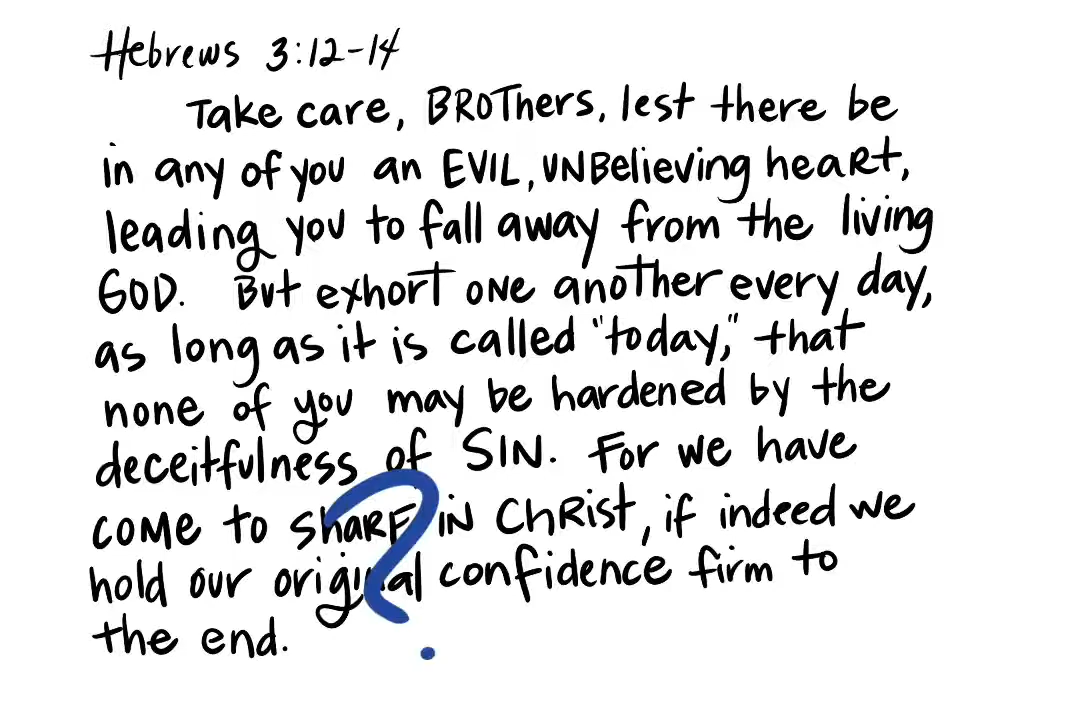 Hebrews 3:12-14
Take care, BROTHers, lest there be
in any of you an EVIL, UNBelieving heaRt,
leading you to fall away from the living
GOD. But exhort ONe another every day,
as long as it is called "today," that
none of you may be hardened by the
deceitfulness of SIN. For we have
come to shaRE iN ChRist, if indeed we
hold our original confidence firm to
the end.
?